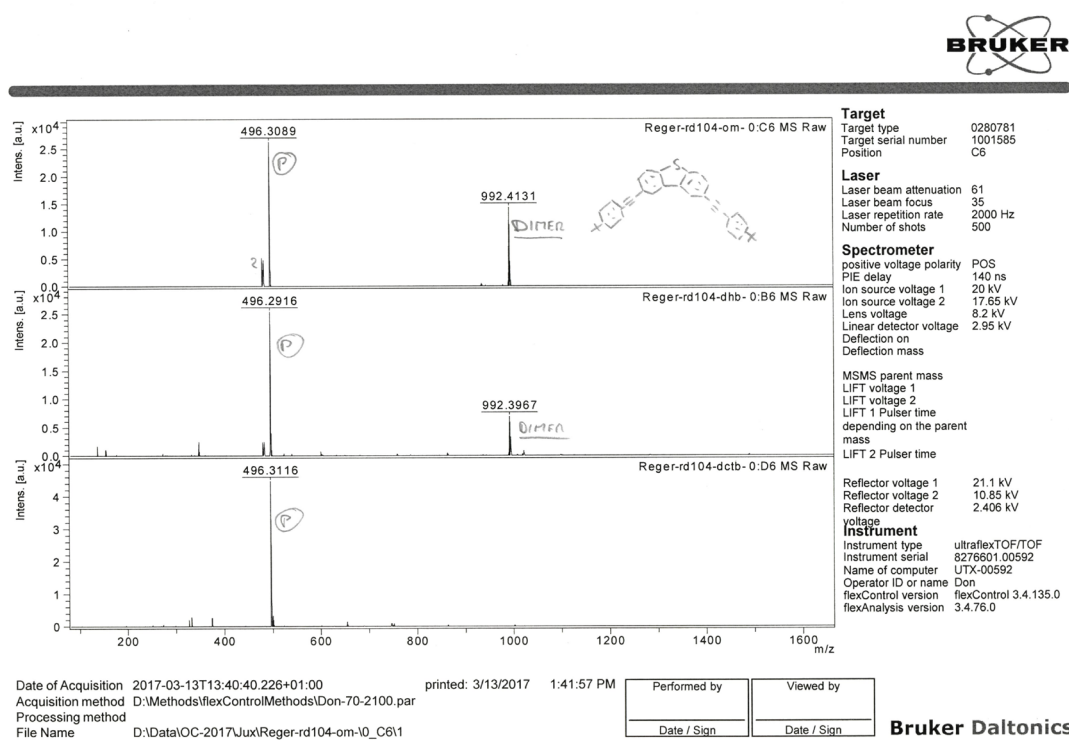 BRUKER
x10⁴
Intens. [a.u.]
2.5
2.0
1.5
1.0
0.5
0.0
496.3089
P
?
992.4131
DIMER
Reger-rd104-om- 0:C6 MS Raw
S
x10⁴
Intens. [a.u.]
2.5
2.0
1.5
1.0
0.5
0.0
496.2916
P
992.3967
DIMER
Reger-rd104-dhb- 0:B6 MS Raw
x10⁴
Intens. [a.u.]
4
3
2
1
0
496.3116
P
Reger-rd104-dctb- 0:D6 MS Raw
200 400 600 800 1000 1200 1400 1600
m/z
Target
Target type 0280781
Target serial number 1001585
Position C6
Laser
Laser beam attenuation 61
Laser beam focus 35
Laser repetition rate 2000 Hz
Number of shots 500
Spectrometer
positive voltage polarity POS
PIE delay 140 ns
Ion source voltage 1 20 kV
Ion source voltage 2 17.65 kV
Lens voltage 8.2 kV
Linear detector voltage 2.95 kV
Deflection on
Deflection mass
MSMS parent mass
LIFT voltage 1
LIFT voltage 2
LIFT 1 Pulser time
depending on the parent
mass
LIFT 2 Pulser time
Reflector voltage 1 21.1 kV
Reflector voltage 2 10.85 kV
Reflector detector 2.406 kV
voltage
Instrument
Instrument type ultraflexTOF/TOF
Instrument serial 8276601.00592
Name of computer UTX-00592
Operator ID or name Don
flexControl version flexControl 3.4.135.0
flexAnalysis version 3.4.76.0
Date of Acquisition 2017-03-13T13:40:40.226+01:00 printed: 3/13/2017 1:41:57 PM
Acquisition method D:\Methods\flexControlMethods\Don-70-2100.par
Processing method
File Name D:\Data\OC-2017\Jux\Reger-rd104-om-\0_C6\1
Performed by
Date / Sign
Viewed by
Date / Sign
Bruker Daltonics